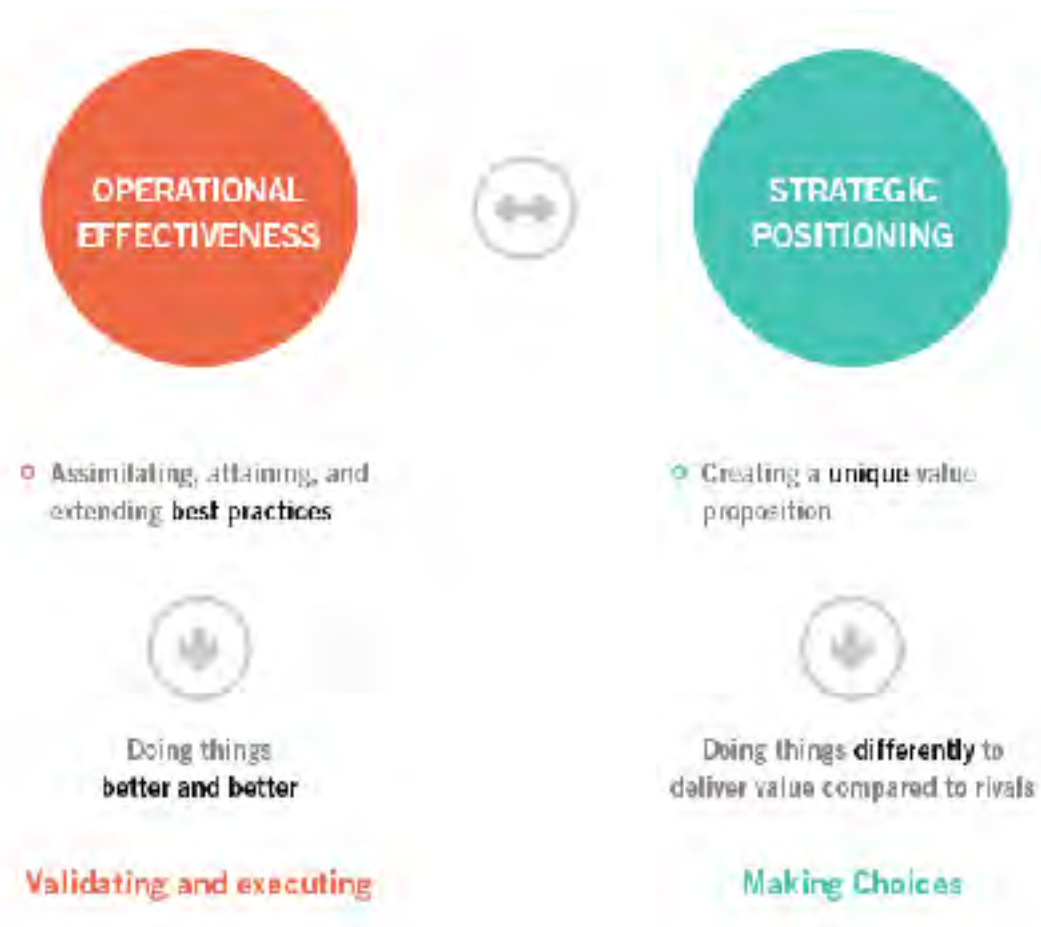 OPERATIONAL
EFFECTIVENESS
Assimilating, attaining, and
extending best practices
Doing things
better and better
Validating and executing
STRATEGIC
POSITIONING
Creating a unique value
proposition
Doing things differently to
deliver value compared to rivals
Making Choices